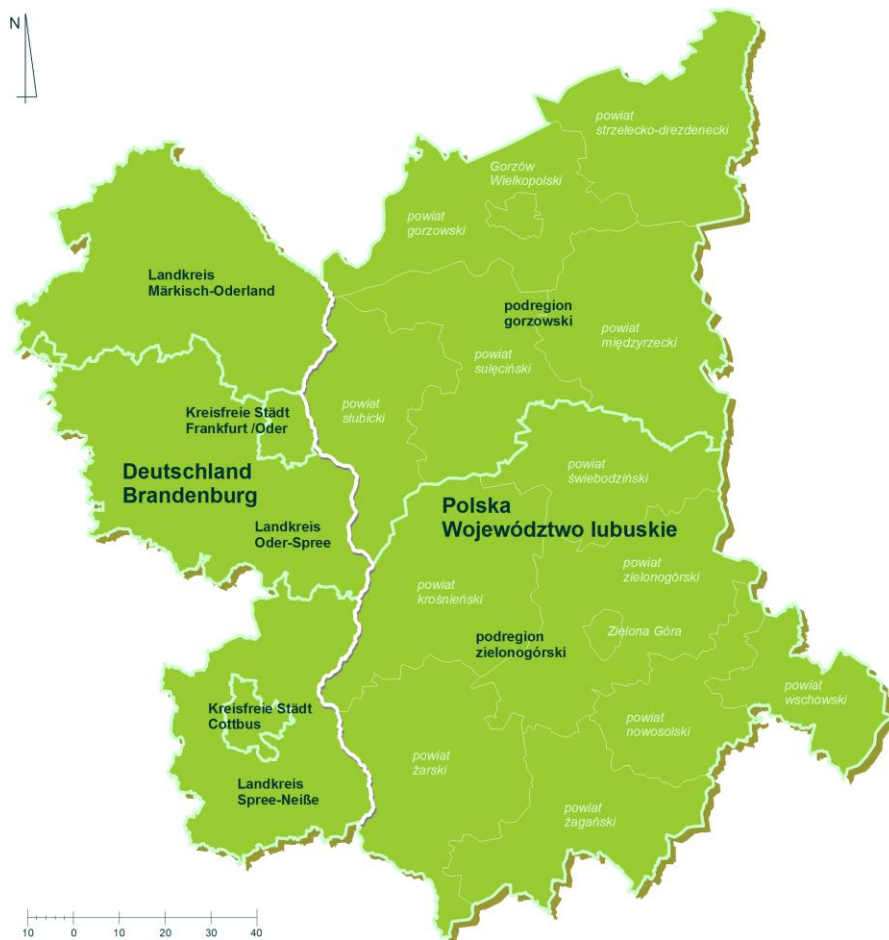 N
powiat
strzelecko-drezdenecki
Gorzów
Wielkopolski
powiat
gorzowski
Landkreis
Märkisch-Oderland
podregion
gorzowski
powiat
międzyrzecki
powiat
sulęciński
Kreisfreie Städt
Frankfurt /Oder
powiat
słubicki
Deutschland
Brandenburg
powiat
świebodziński
Polska
Województwo lubuskie
Landkreis
Oder-Spree
powiat
krośnieński
powiat
zielonogórski
podregion
zielonogórski
Zielona Góra
powiat
wschowski
Kreisfreie Städt
Cottbus
powiat
nowosolski
powiat
żarski
Landkreis
Spree-Neiße
powiat
żagański
10 0 10 20 30 40